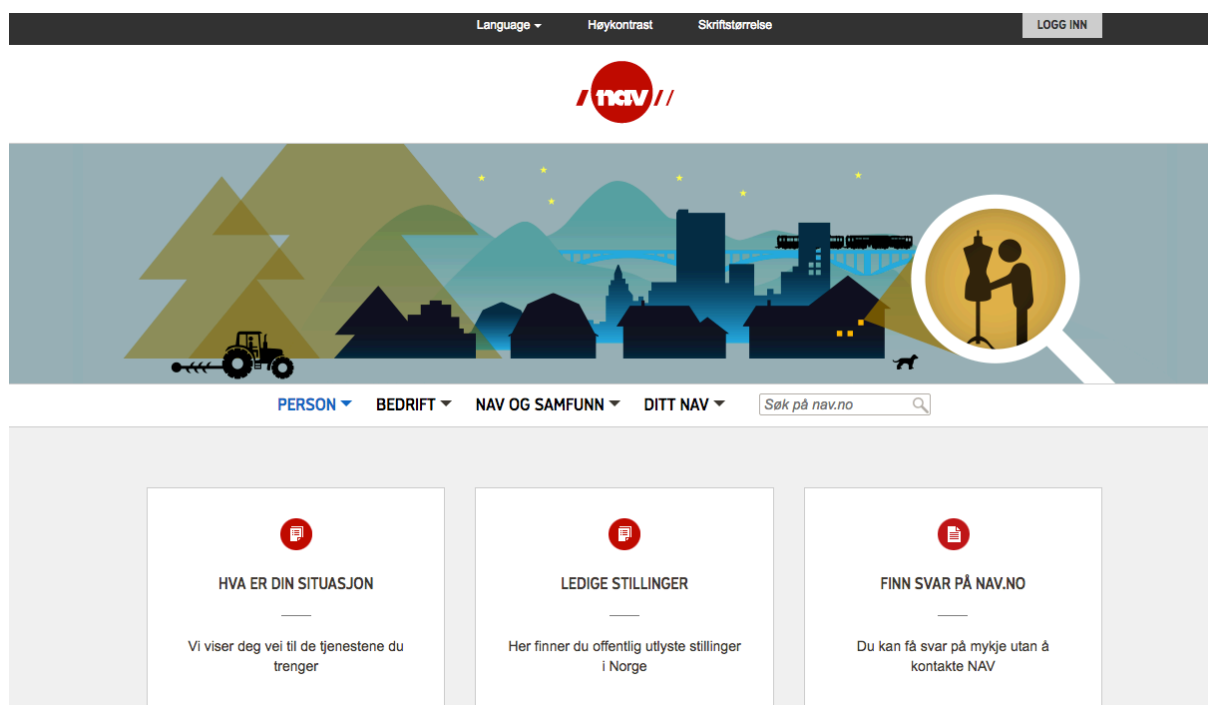 Language Høykontrast Skriftstørrelse LOGG INN
nav
PERSON BEDRIFT NAV OG SAMFUNN DITT NAV Søk på nav.no
HVA ER DIN SITUASJON
Vi viser deg vei til de tjenestene du
trenger
LEDIGE STILLINGER
Her finner du offentlig utlyste stillinger
i Norge
FINN SVAR PÅ NAV.NO
Du kan få svar på mykje utan å
kontakte NAV